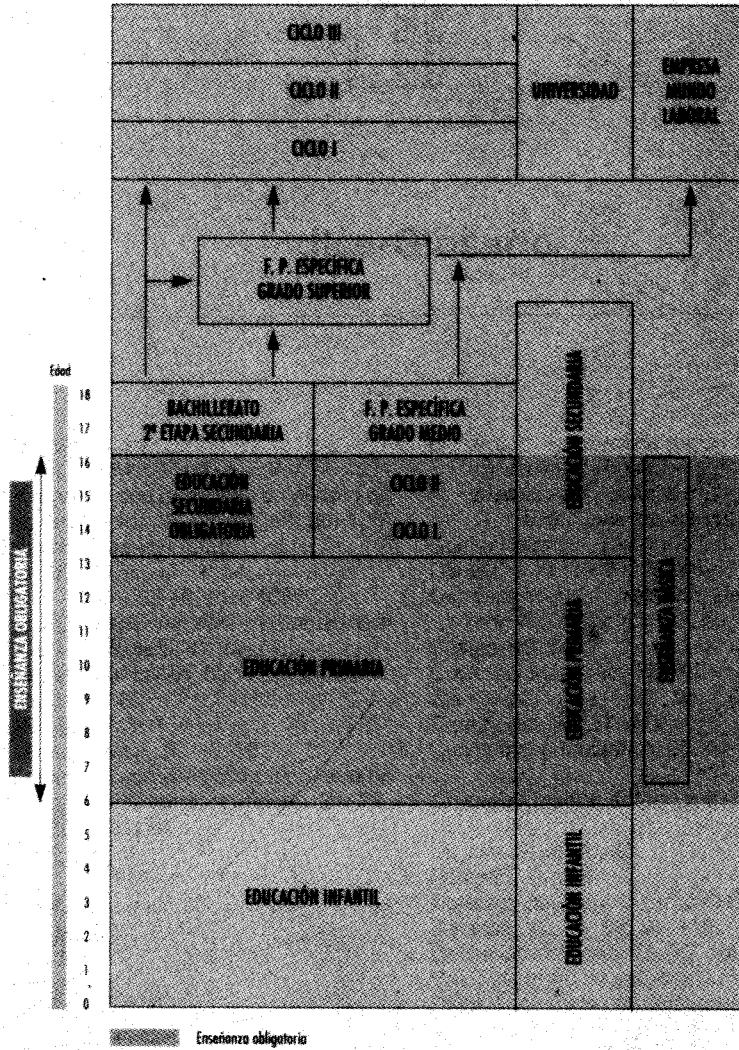 CICLO III
CICLO II
CICLO I
UNIVERSIDAD
EMPRESA
MUNDO
LABORAL
F. P. ESPECÍFICA
GRADO SUPERIOR
Edad
18
17
16
15
14
13
12
11
10
9
8
7
6
5
4
3
2
1
0
BACHILLERATO
2ª ETAPA SECUNDARIA
F. P. ESPECÍFICA
GRADO MEDIO
EDUCACIÓN
SECUNDARIA
OBLIGATORIA
CICLO II
CICLO I
EDUCACIÓN SECUNDARIA
ENSEÑANZA OBLIGATORIA
EDUCACIÓN PRIMARIA
EDUCACIÓN PRIMARIA
ENSEÑANZA BÁSICA
EDUCACIÓN INFANTIL
EDUCACIÓN INFANTIL
Enseñanza obligatoria